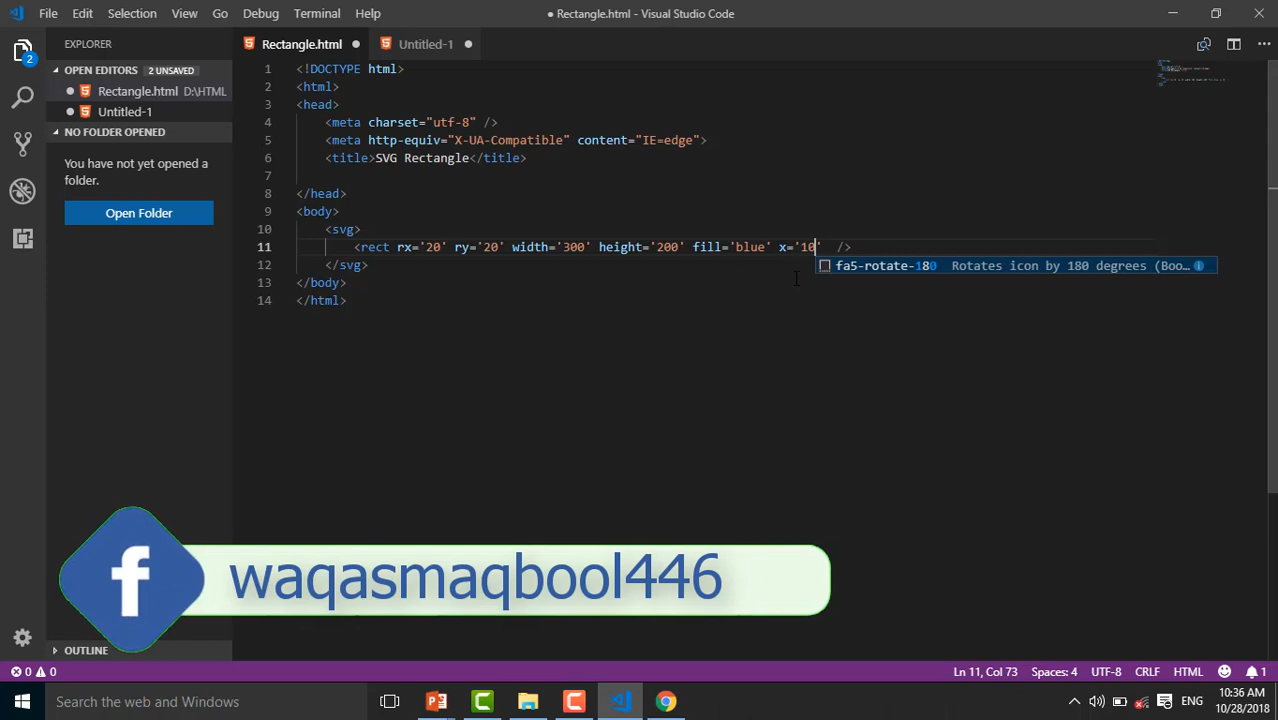 File Edit Selection View Go Debug Terminal Help
● Rectangle.html - Visual Studio Code
EXPLORER
Rectangle.html ●
Untitled-1 ●
2
OPEN EDITORS 2 UNSAVED
● Rectangle.html D:\HTML
● Untitled-1
NO FOLDER OPENED
You have not yet opened a
folder.
Open Folder
1 <!DOCTYPE html>
2 <html>
3 <head>
4 <meta charset="utf-8" />
5 <meta http-equiv="X-UA-Compatible" content="IE=edge">
6 <title>SVG Rectangle</title>
7
8 </head>
9 <body>
10 <svg>
11 <rect rx='20' ry='20' width='300' height='200' fill='blue' x='10' />
fa5-rotate-180 Rotates icon by 180 degrees (Boo…
12 </svg>
13 </body>
14 </html>
f waqasmaqbool446
OUTLINE
0 0
Ln 11, Col 73 Spaces: 4 UTF-8 CRLF HTML 1
Search the web and Windows
ENG
10:36 AM
10/28/2018